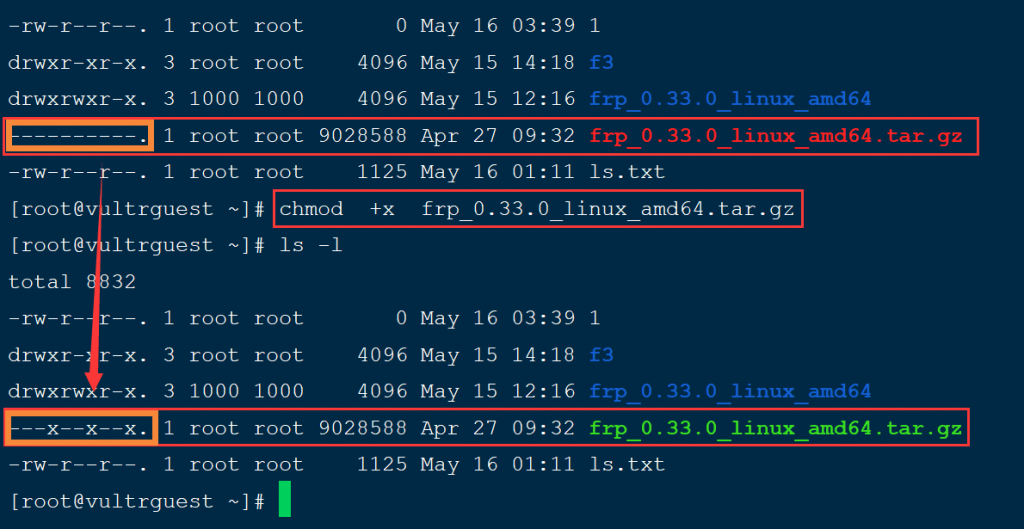 -rw-r--r--. 1 root root       0 May 16 03:39 1
drwxr-xr-x. 3 root root    4096 May 15 14:18 f3
drwxrwxr-x. 3 1000 1000    4096 May 15 12:16 frp_0.33.0_linux_amd64
----------. 1 root root 9028588 Apr 27 09:32 frp_0.33.0_linux_amd64.tar.gz
-rw-r--r--. 1 root root    1125 May 16 01:11 ls.txt
[root@vultrguest ~]# chmod  +x  frp_0.33.0_linux_amd64.tar.gz
[root@vultrguest ~]# ls -l
total 8832
-rw-r--r--. 1 root root       0 May 16 03:39 1
drwxr-xr-x. 3 root root    4096 May 15 14:18 f3
drwxrwxr-x. 3 1000 1000    4096 May 15 12:16 frp_0.33.0_linux_amd64
---x--x--x. 1 root root 9028588 Apr 27 09:32 frp_0.33.0_linux_amd64.tar.gz
-rw-r--r--. 1 root root    1125 May 16 01:11 ls.txt
[root@vultrguest ~]#